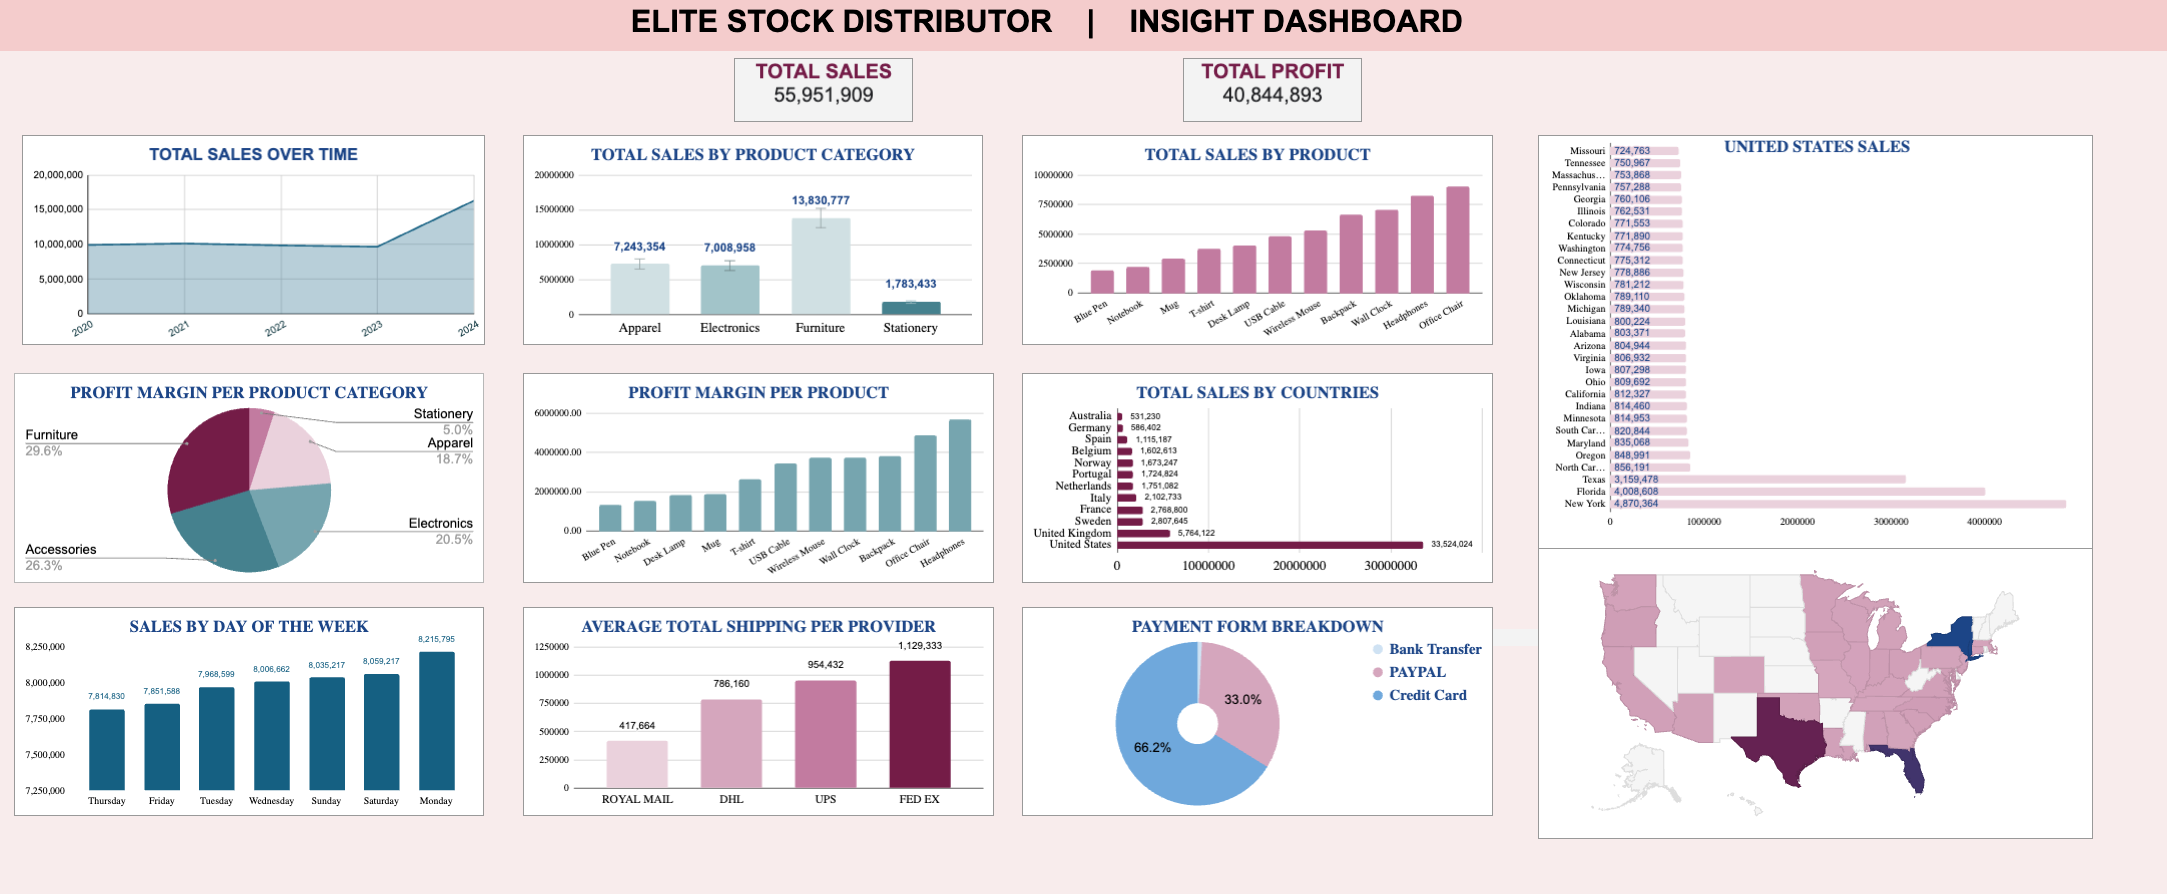 ELITE STOCK DISTRIBUTOR | INSIGHT DASHBOARD
TOTAL SALES
55,951,909
TOTAL PROFIT
40,844,893
TOTAL SALES OVER TIME
20,000,000
15,000,000
10,000,000
5,000,000
0
2020
2021
2022
2023
2024
TOTAL SALES BY PRODUCT CATEGORY
20000000
15000000
10000000
5000000
0
7,243,354
7,008,958
13,830,777
1,783,433
Apparel
Electronics
Furniture
Stationery
TOTAL SALES BY PRODUCT
10000000
7500000
5000000
2500000
0
Blue Pen
Notebook
Mug
T-shirt
Desk Lamp
USB Cable
Wireless Mouse
Backpack
Wall Clock
Headphones
Office Chair
UNITED STATES SALES
Missouri 724,763
Tennessee 750,967
Massachus... 753,868
Pennsylvania 757,288
Georgia 760,106
Illinois 762,531
Colorado 771,553
Kentucky 771,890
Washington 774,756
Connecticut 775,312
New Jersey 778,886
Wisconsin 781,212
Oklahoma 789,110
Michigan 789,340
Louisiana 800,224
Alabama 803,371
Arizona 804,944
Virginia 806,932
Iowa 807,298
Ohio 809,692
California 812,327
Indiana 814,460
Minnesota 814,953
South Car... 820,844
Maryland 835,068
Oregon 848,991
North Car... 856,191
Texas 3,159,478
Florida 4,008,608
New York 4,870,364
0 1000000 2000000 3000000 4000000
PROFIT MARGIN PER PRODUCT CATEGORY
Stationery
5.0%
Apparel
18.7%
Electronics
20.5%
Accessories
26.3%
Furniture
29.6%
PROFIT MARGIN PER PRODUCT
6000000.00
4000000.00
2000000.00
0.00
Blue Pen
Notebook
Desk Lamp
Mug
T-shirt
USB Cable
Wireless Mouse
Wall Clock
Backpack
Office Chair
Headphones
TOTAL SALES BY COUNTRIES
Australia 531,230
Germany 586,402
Spain 1,115,187
Belgium 1,602,613
Norway 1,673,247
Portugal 1,724,824
Netherlands 1,751,082
Italy 2,102,733
France 2,768,800
Sweden 2,807,645
United Kingdom 5,764,122
United States 33,524,024
0 10000000 20000000 30000000
SALES BY DAY OF THE WEEK
8,250,000
8,000,000
7,750,000
7,500,000
7,250,000
7,814,830
7,851,588
7,968,599
8,006,662
8,035,217
8,059,217
8,215,795
Thursday
Friday
Tuesday
Wednesday
Sunday
Saturday
Monday
AVERAGE TOTAL SHIPPING PER PROVIDER
1250000
1000000
750000
500000
250000
0
417,664
786,160
954,432
1,129,333
ROYAL MAIL
DHL
UPS
FED EX
PAYMENT FORM BREAKDOWN
Bank Transfer
PAYPAL
Credit Card
33.0%
66.2%